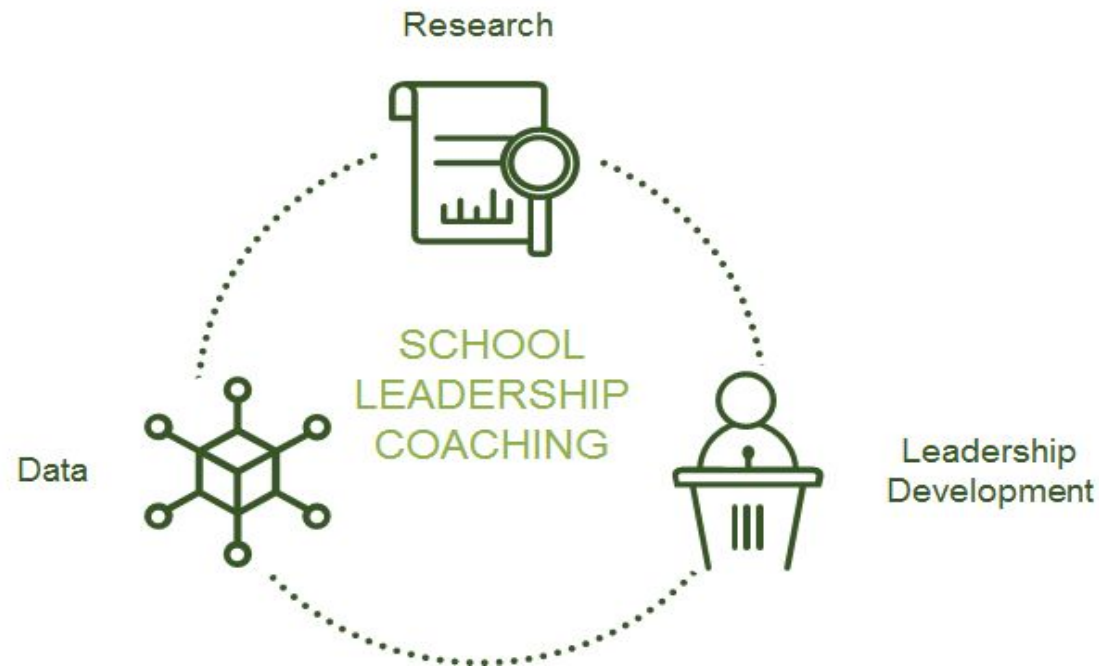 Research
SCHOOL
LEADERSHIP
COACHING
Data
Leadership
Development